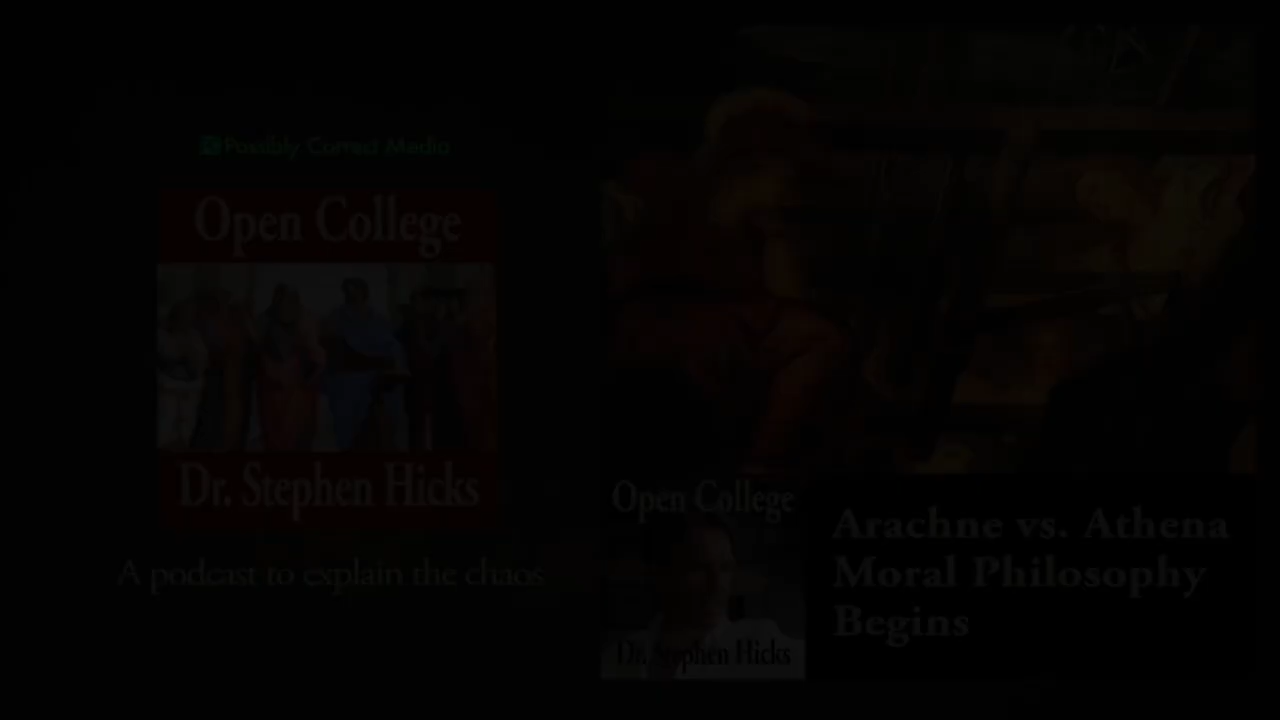 Possibly Correct Media
Open College
Dr. Stephen Hicks
A podcast to explain the chaos
Open College
Dr. Stephen Hicks
Arachne vs. Athena
Moral Philosophy
Begins